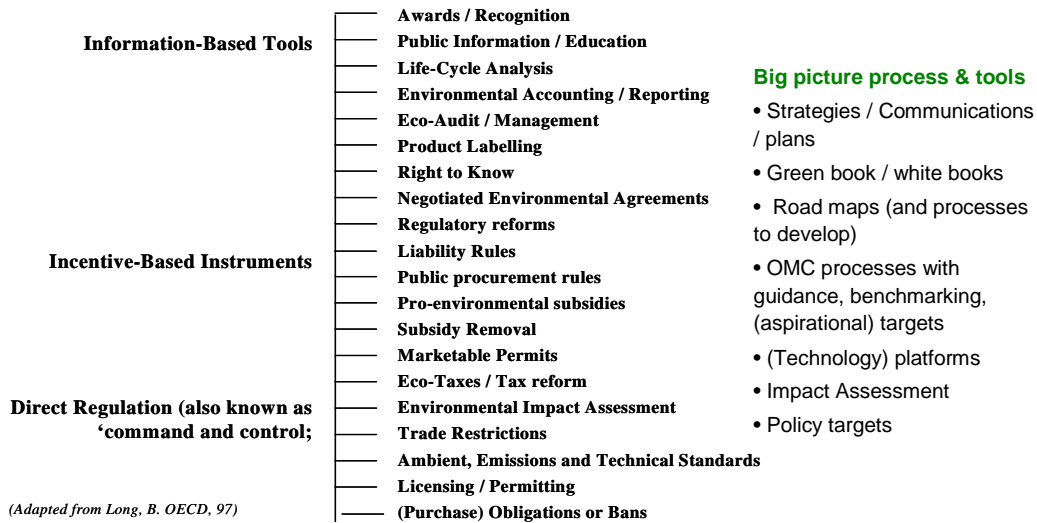 Information-Based Tools
Incentive-Based Instruments
Direct Regulation (also known as
‘command and control;
(Adapted from Long, B. OECD, 97)
Awards / Recognition
Public Information / Education
Life-Cycle Analysis
Environmental Accounting / Reporting
Eco-Audit / Management
Product Labelling
Right to Know
Negotiated Environmental Agreements
Regulatory reforms
Liability Rules
Public procurement rules
Pro-environmental subsidies
Subsidy Removal
Marketable Permits
Eco-Taxes / Tax reform
Environmental Impact Assessment
Trade Restrictions
Ambient, Emissions and Technical Standards
Licensing / Permitting
(Purchase) Obligations or Bans
Big picture process & tools
• Strategies / Communications
/ plans
• Green book / white books
• Road maps (and processes
to develop)
• OMC processes with
guidance, benchmarking,
(aspirational) targets
• (Technology) platforms
• Impact Assessment
• Policy targets